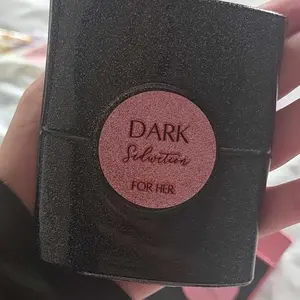 DARK
Seduction
FOR HER